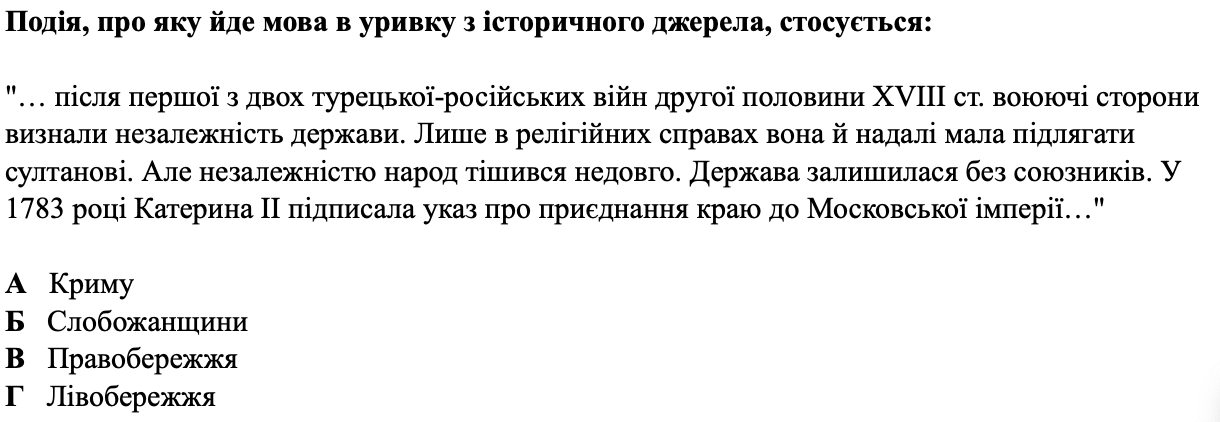 Подія, про яку йде мова в уривку з історичного джерела, стосується:
"… після першої з двох турецької-російських війн другої половини XVIII ст. воюючі сторони
визнали незалежність держави. Лише в релігійних справах вона й надалі мала підлягати
султанові. Але незалежністю народ тішився недовго. Держава залишилася без союзників. У
1783 році Катерина II підписала указ про приєднання краю до Московської імперії…"
А Криму
Б Слобожанщини
В Правобережжя
Г Лівобережжя